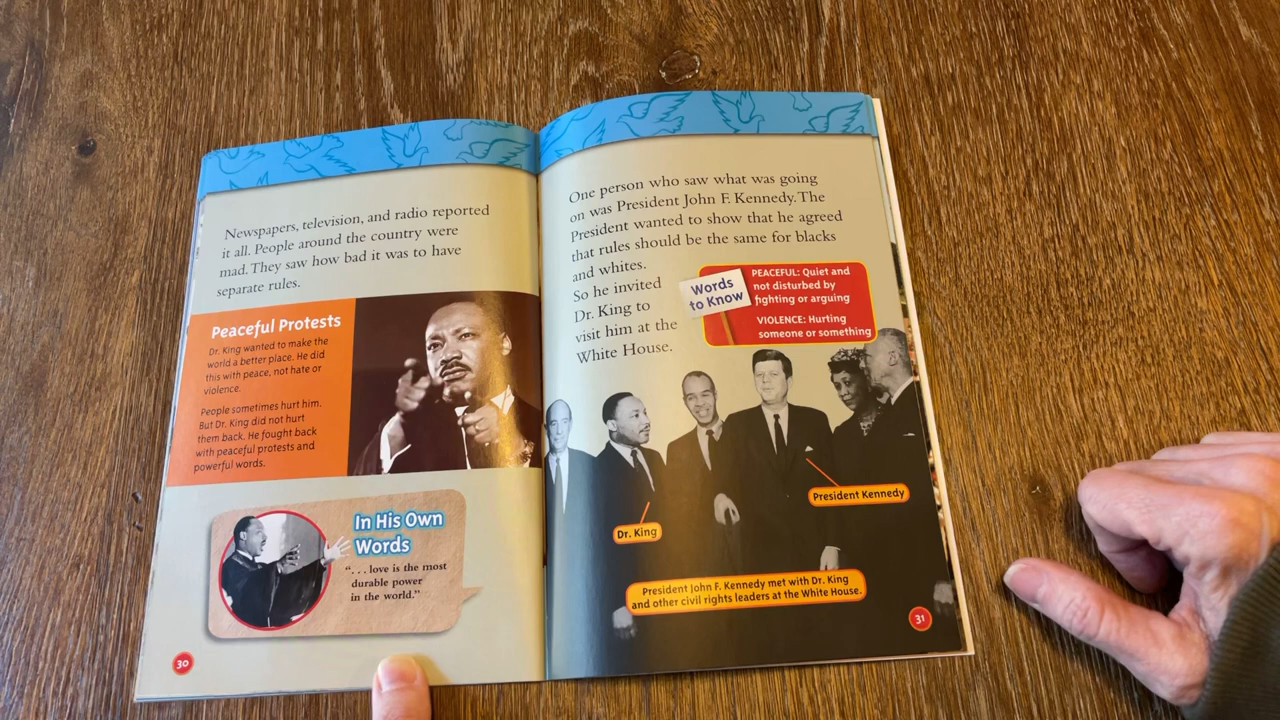 Newspapers, television, and radio reported
it all. People around the country were
mad. They saw how bad it was to have
separate rules.
Peaceful Protests
Dr. King wanted to make the
world a better place. He did
this with peace, not hate or
violence.
People sometimes hurt him.
But Dr. King did not hurt
them back. He fought back
with peaceful protests and
powerful words.
In His Own
Words
“. . . love is the most
durable power
in the world.”
30
One person who saw what was going
on was President John F. Kennedy. The
President wanted to show that he agreed
that rules should be the same for blacks
and whites.
So he invited
Dr. King to
visit him at the
White House.
Words
to Know
PEACEFUL: Quiet and
not disturbed by
fighting or arguing
VIOLENCE: Hurting
someone or something
President Kennedy
Dr. King
President John F. Kennedy met with Dr. King
and other civil rights leaders at the White House.
31